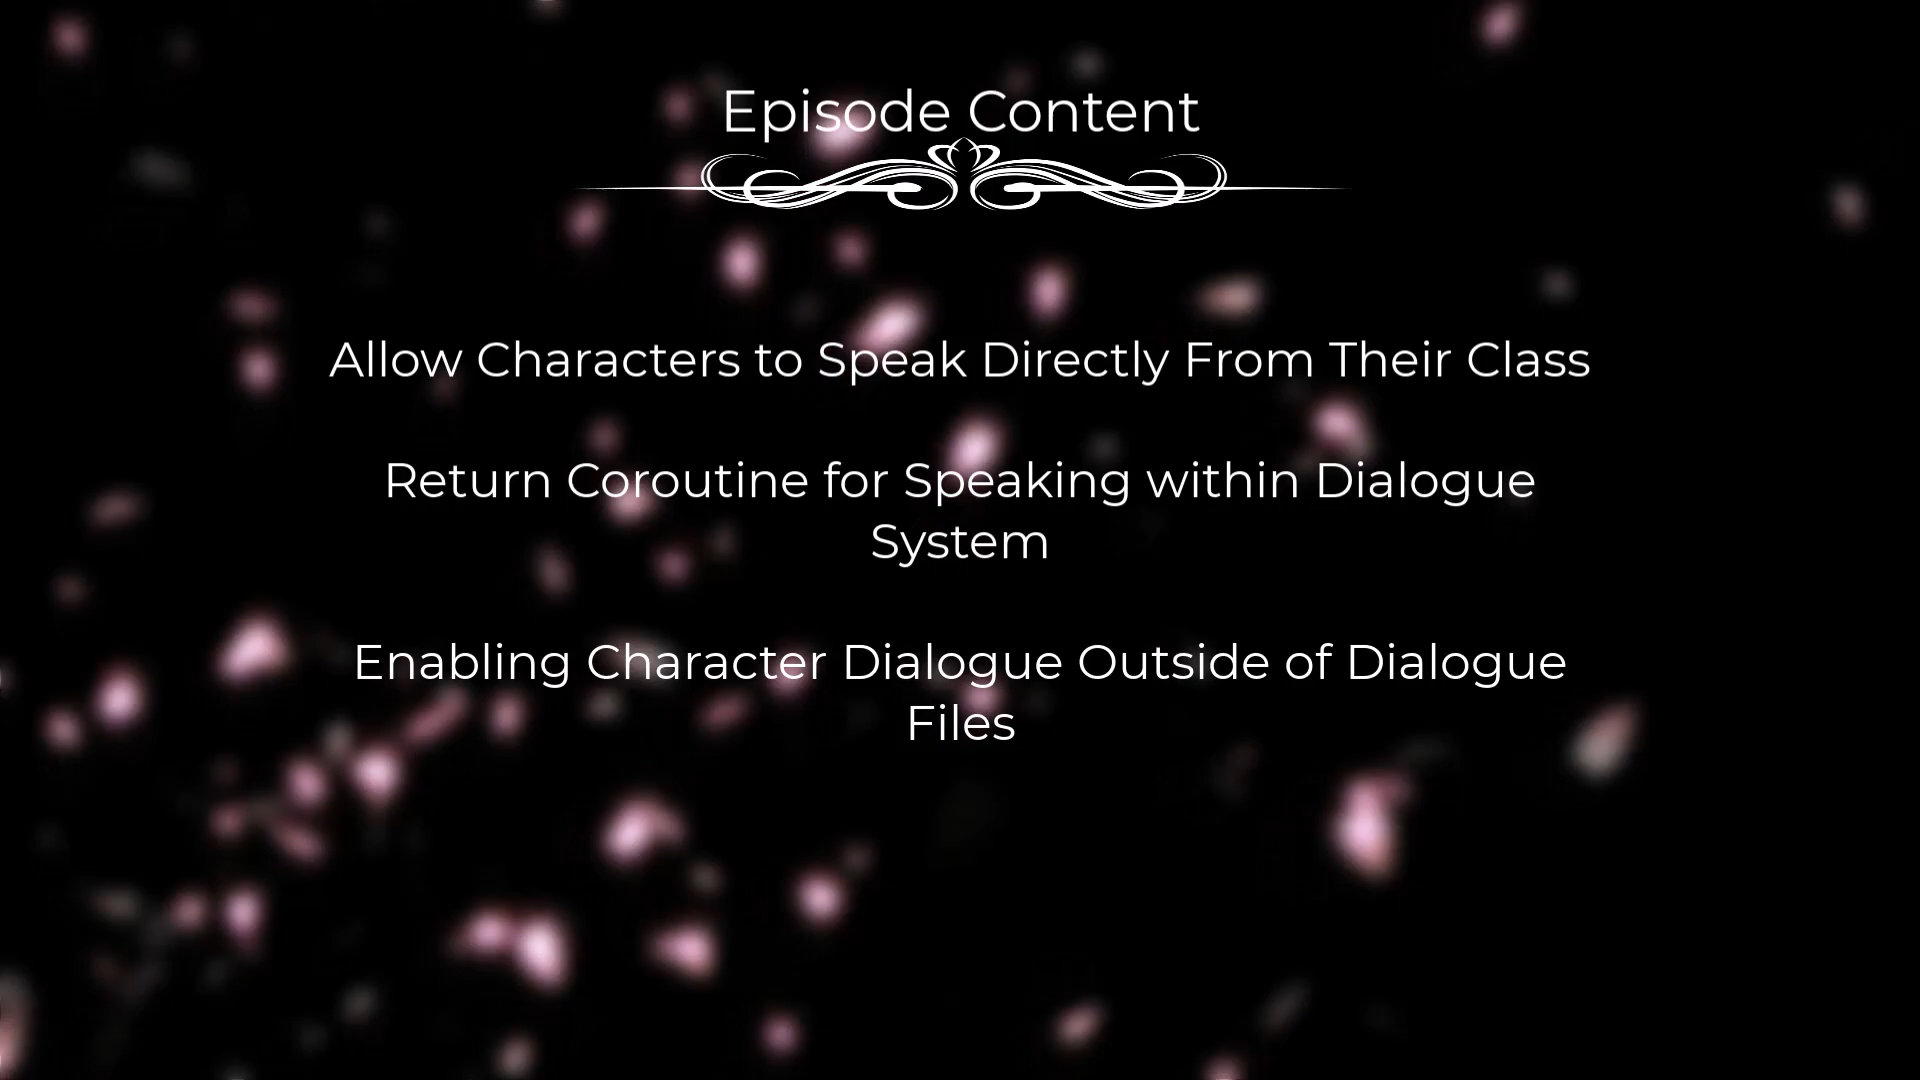 Episode Content
Allow Characters to Speak Directly From Their Class
Return Coroutine for Speaking within Dialogue
System
Enabling Character Dialogue Outside of Dialogue
Files